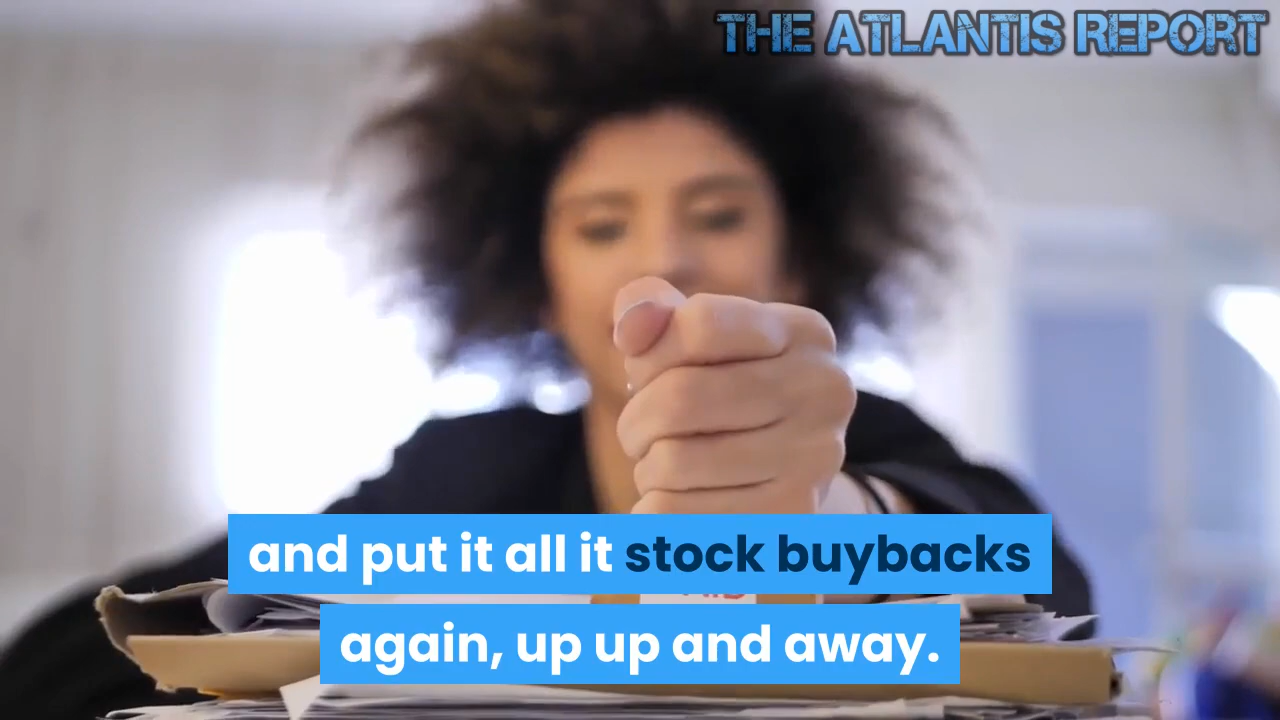 THE ATLANTIS REPORT
and put it all it stock buybacks
again, up up and away.